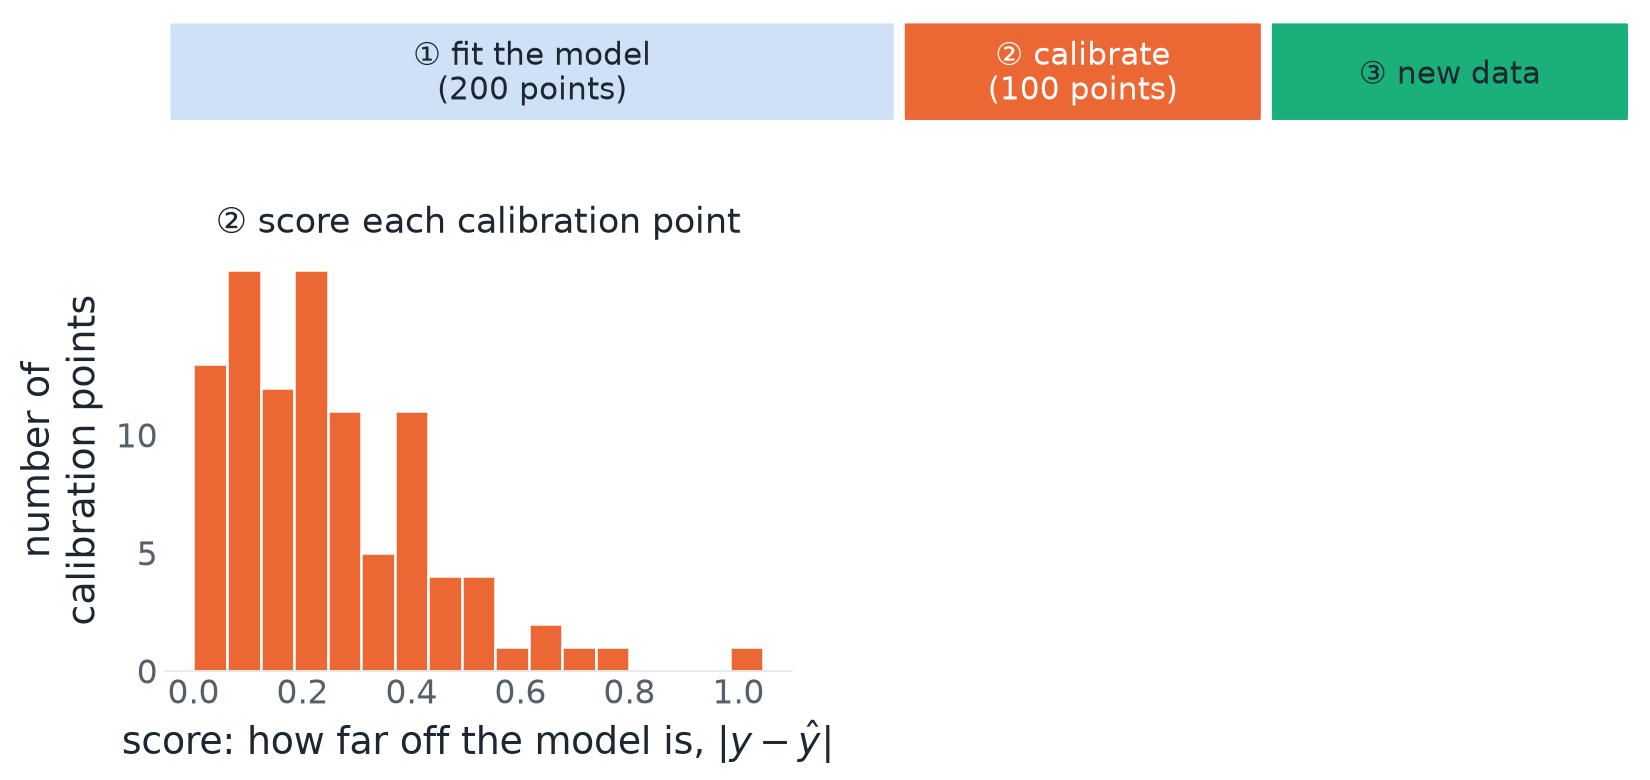 ① fit the model
(200 points)
② calibrate
(100 points)
③ new data
② score each calibration point
number of
calibration points
10
5
0
0.0 0.2 0.4 0.6 0.8 1.0
score: how far off the model is, |y − ŷ|